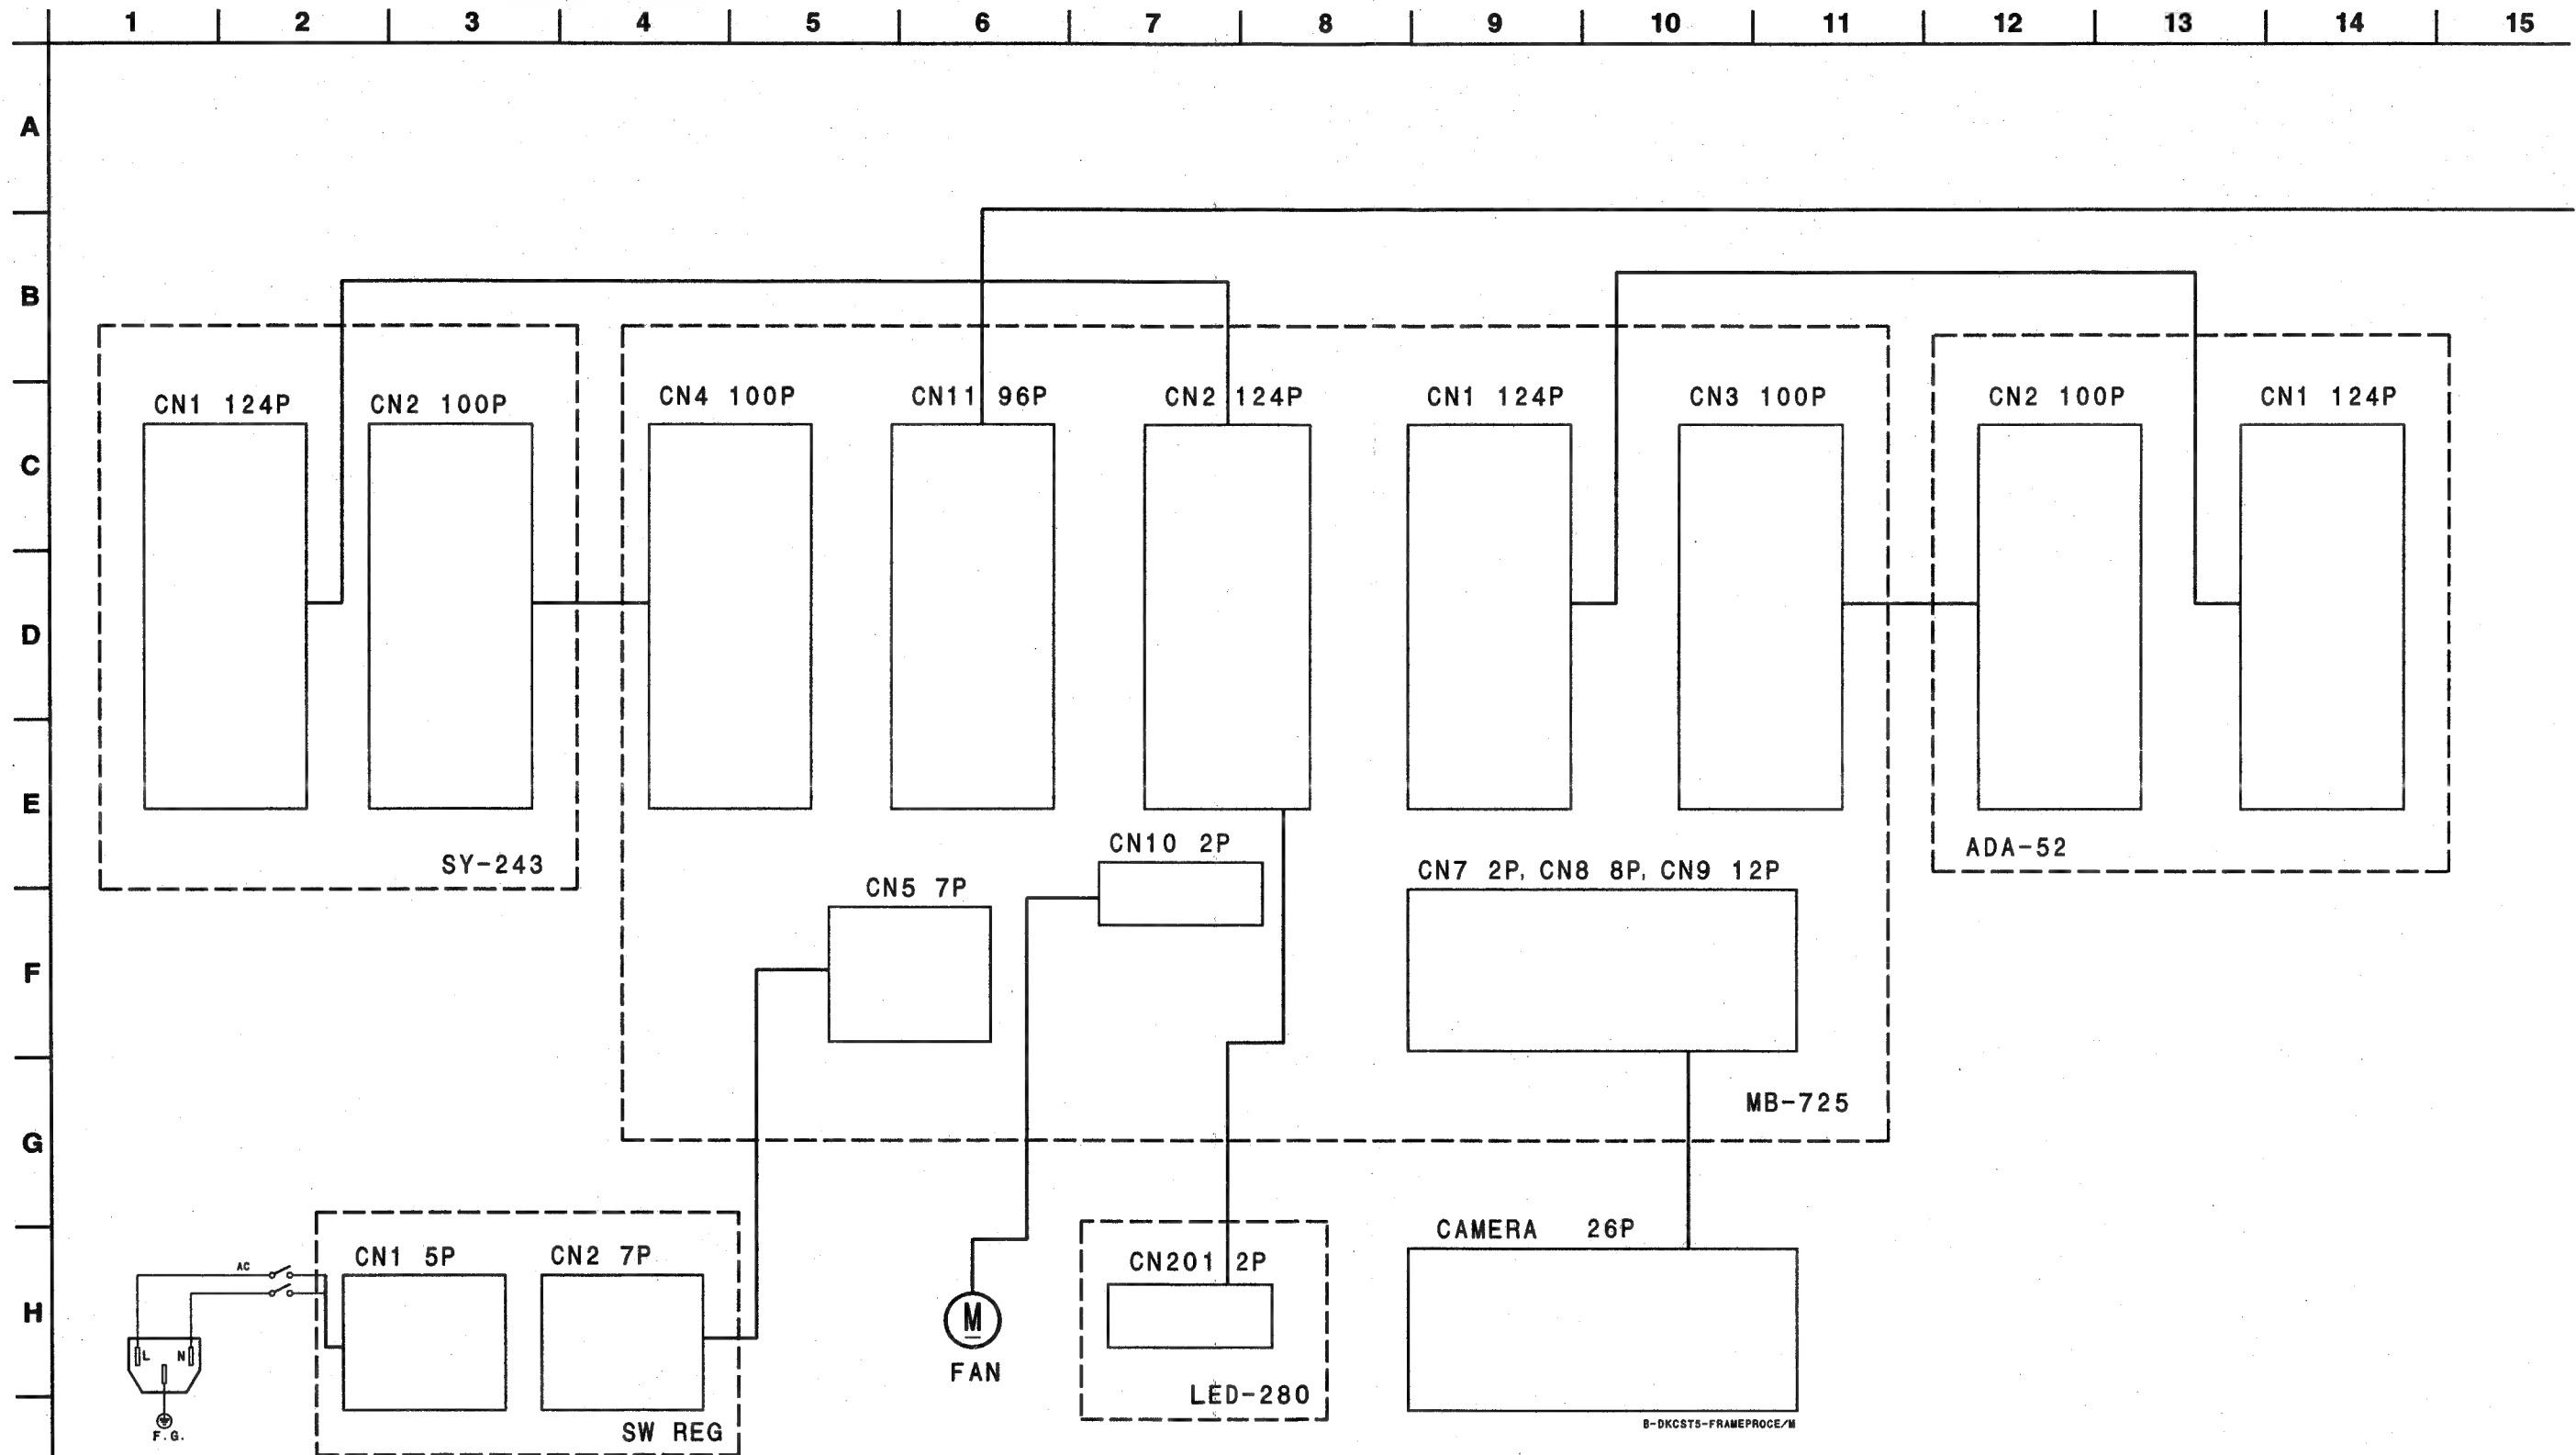 1 2 3 4 5 6 7 8 9 10 11 12 13 14 15
A
B
CN1 124P CN2 100P CN4 100P CN11 96P CN2 124P CN1 124P CN3 100P CN2 100P CN1 124P
C
D
E
CN10 2P
ADA-52
SY-243
CN7 2P, CN8 8P, CN9 12P
CN5 7P
F
MB-725
G
CAMERA 26P
CN1 5P CN2 7P CN201 2P
AC
H
M
L N
FAN
LED-280
B-DKCST5-FRAMEPROCE/M
SW REG
F.G.